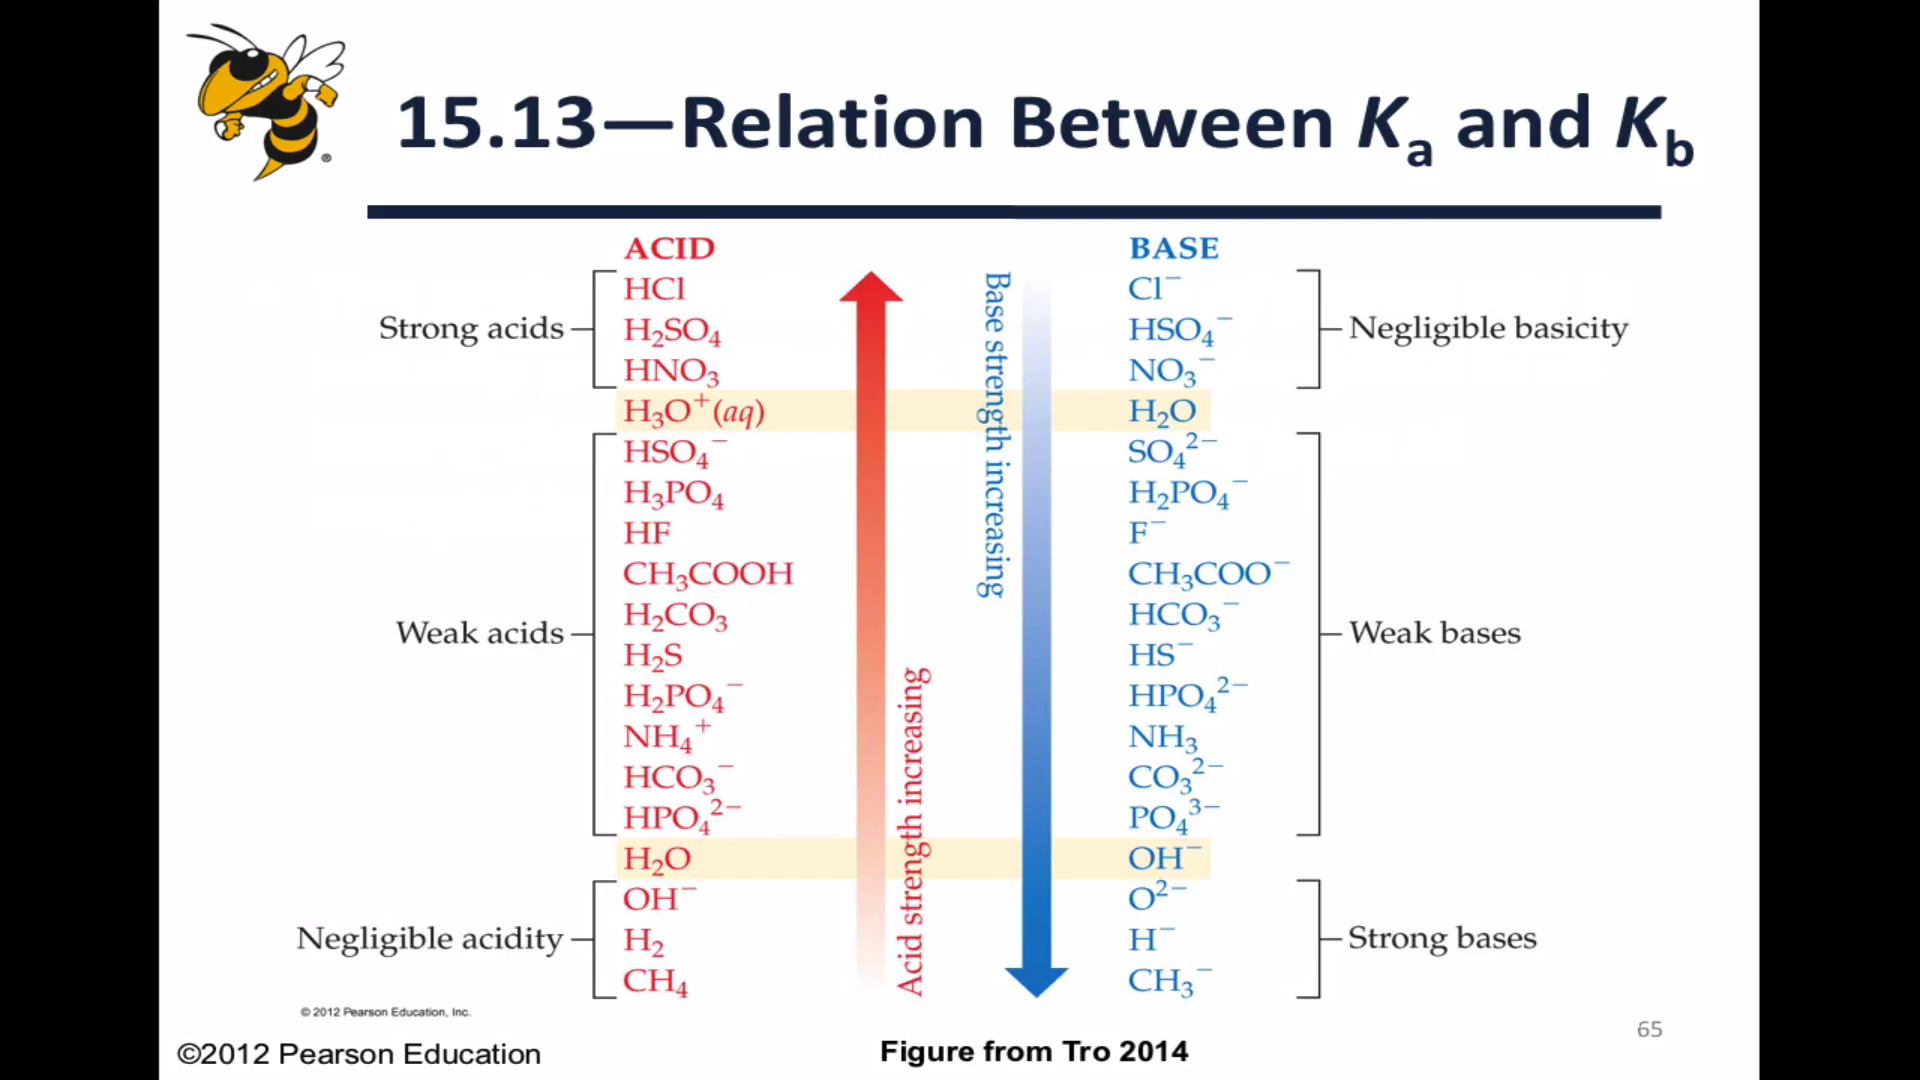 15.13—Relation Between Kₐ and K_b
ACID
BASE
Strong acids
HCl
H₂SO₄
HNO₃
Cl⁻
HSO₄⁻
NO₃⁻
Negligible basicity
H₃O⁺(aq)
H₂O
Weak acids
HSO₄⁻
H₃PO₄
HF
CH₃COOH
H₂CO₃
H₂S
H₂PO₄⁻
NH₄⁺
HCO₃⁻
HPO₄²⁻
SO₄²⁻
H₂PO₄⁻
F⁻
CH₃COO⁻
HCO₃⁻
HS⁻
HPO₄²⁻
NH₃
CO₃²⁻
PO₄³⁻
Weak bases
H₂O
OH⁻
Negligible acidity
OH⁻
H₂
CH₄
O²⁻
H⁻
CH₃⁻
Strong bases
Acid strength increasing
Base strength increasing
© 2012 Pearson Education, Inc.
©2012 Pearson Education
Figure from Tro 2014
65
®